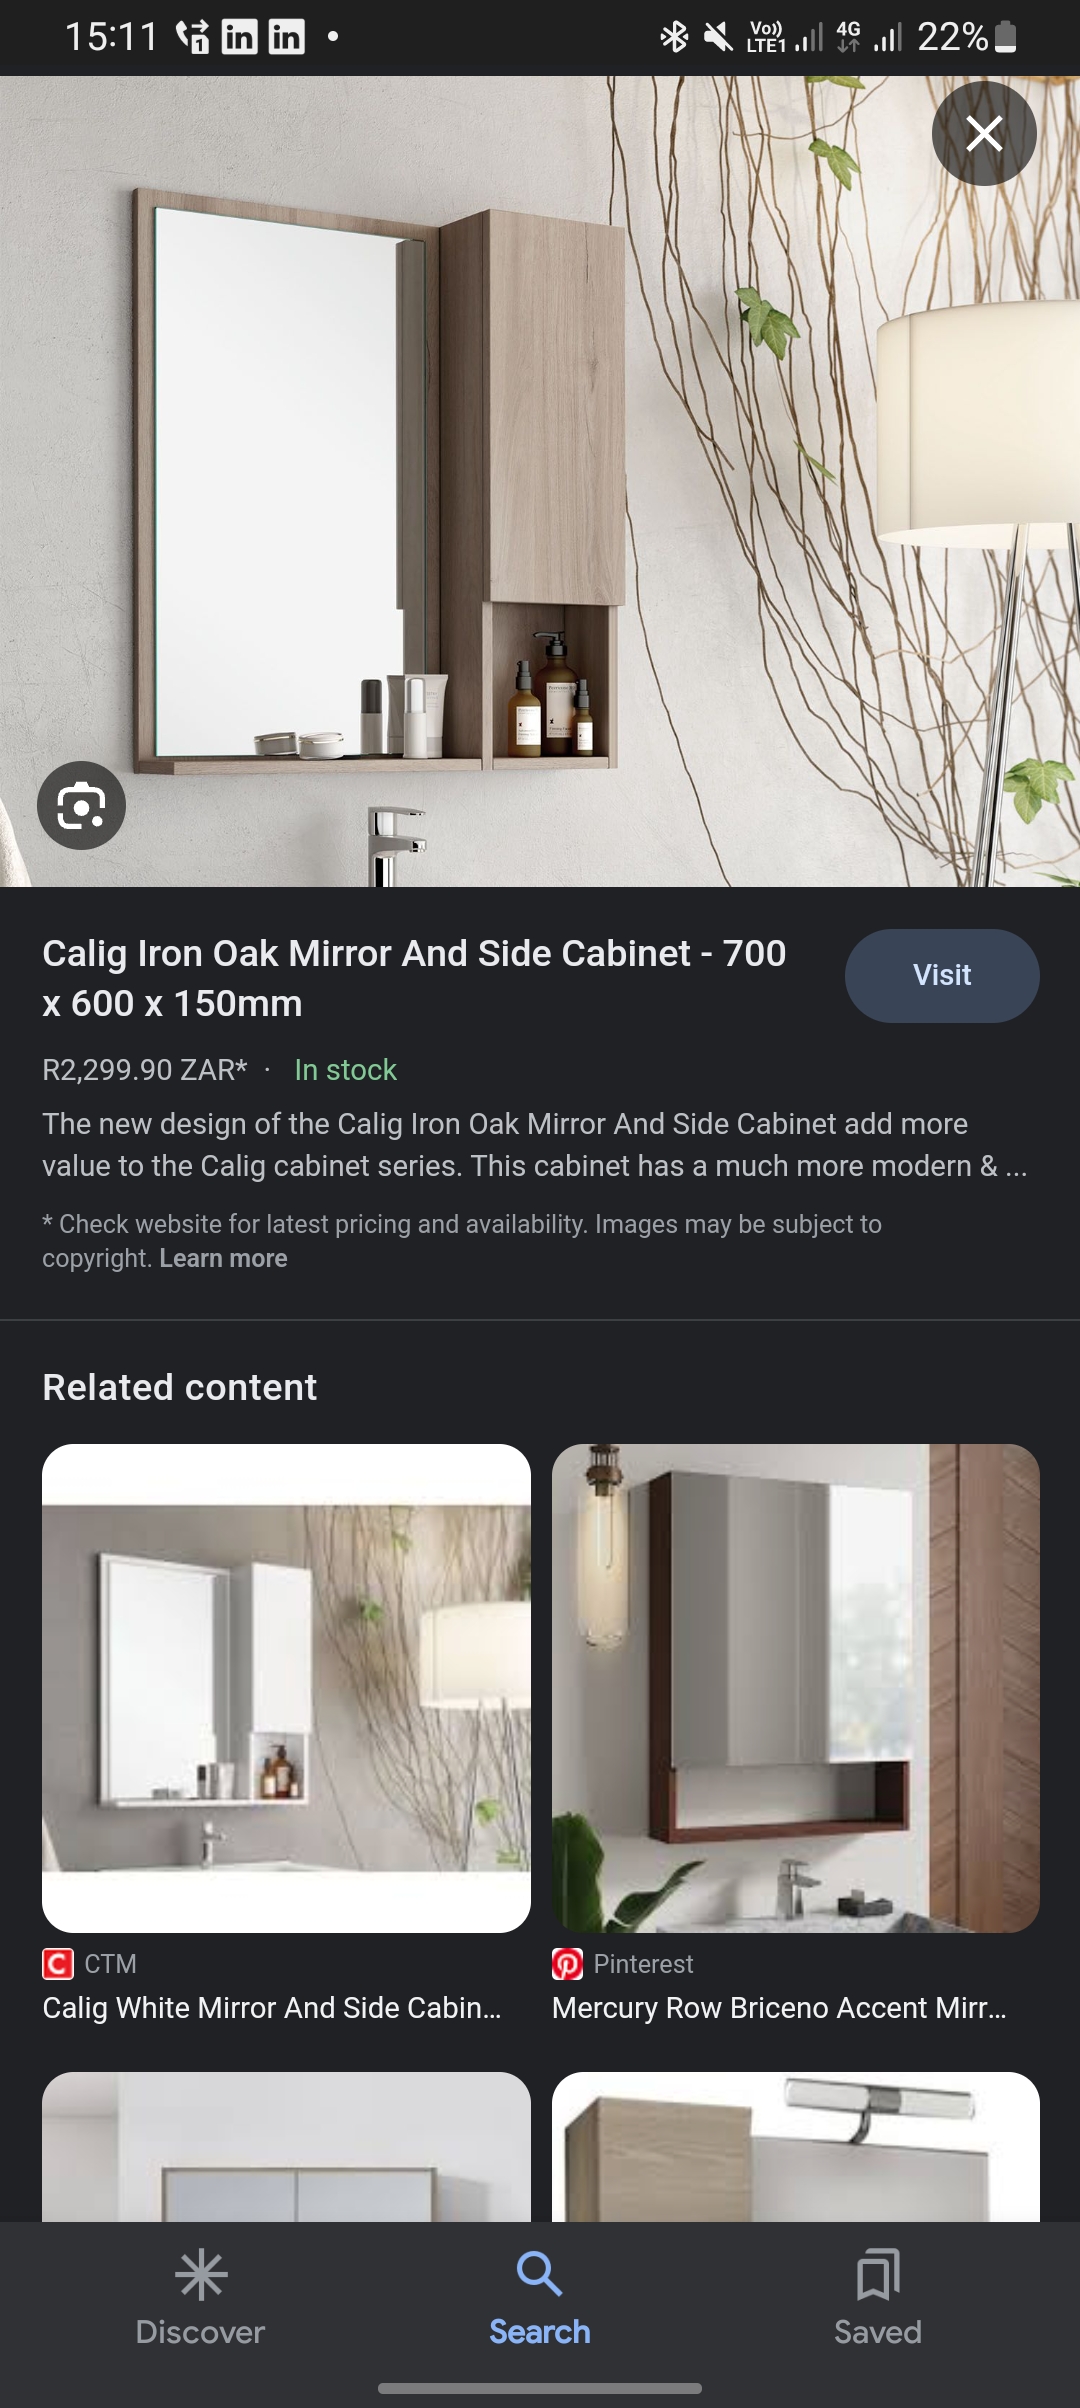 15:11
Vo))
LTE1
4G
22%
Calig Iron Oak Mirror And Side Cabinet - 700
x 600 x 150mm
Visit
R2,299.90 ZAR* · In stock
The new design of the Calig Iron Oak Mirror And Side Cabinet add more
value to the Calig cabinet series. This cabinet has a much more modern & ...
* Check website for latest pricing and availability. Images may be subject to
copyright. Learn more
Related content
CTM
Calig White Mirror And Side Cabin...
Pinterest
Mercury Row Briceno Accent Mirr...
Discover
Search
Saved